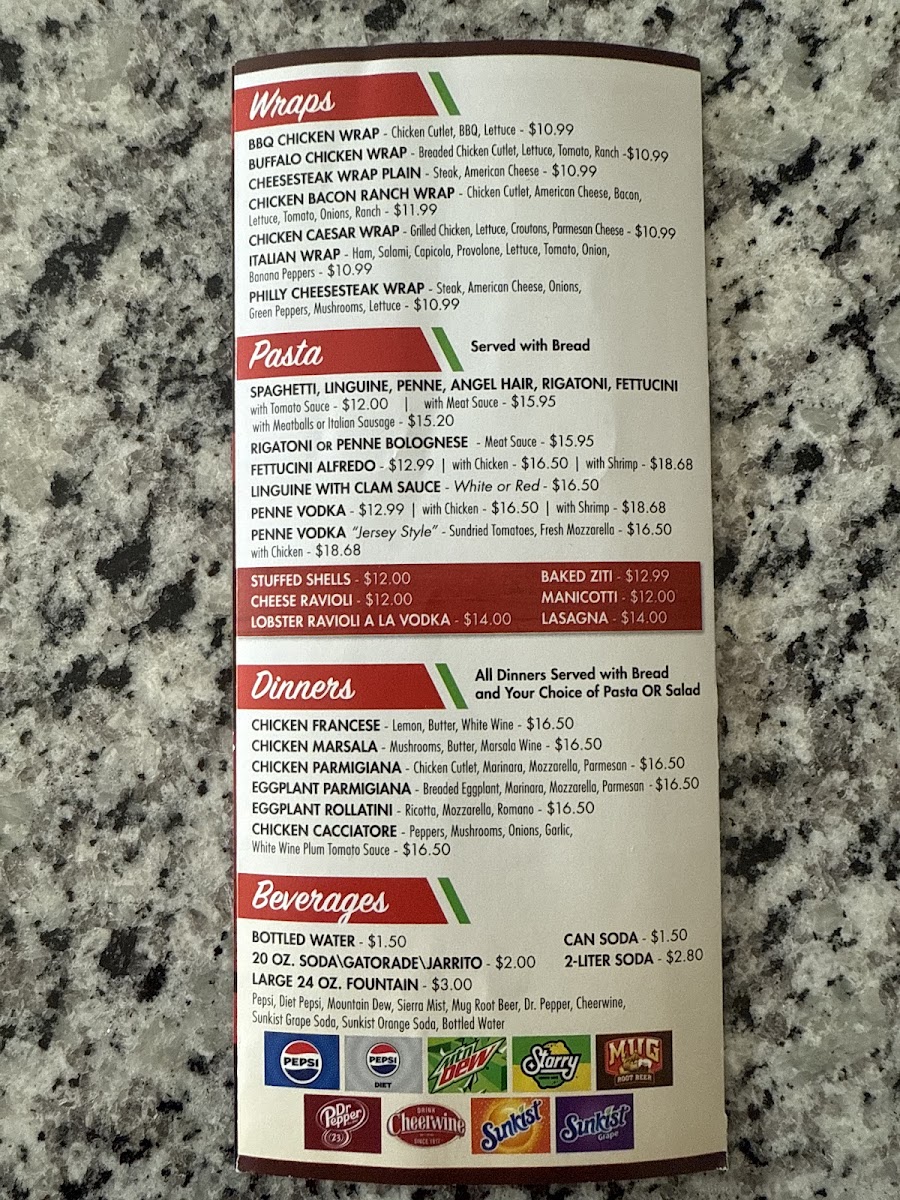 Wraps
BBQ CHICKEN WRAP - Chicken Cutlet, BBQ, Lettuce - $10.99
BUFFALO CHICKEN WRAP - Breaded Chicken Cutlet, Lettuce, Tomato, Ranch -$10.99
CHEESESTEAK WRAP PLAIN - Steak, American Cheese - $10.99
CHICKEN BACON RANCH WRAP - Chicken Cutlet, American Cheese, Bacon,
Lettuce, Tomato, Onions, Ranch - $11.99
CHICKEN CAESAR WRAP - Grilled Chicken, Lettuce, Croutons, Parmesan Cheese - $10.99
ITALIAN WRAP - Ham, Salami, Capicola, Provolone, Lettuce, Tomato, Onion,
Banana Peppers - $10.99
PHILLY CHEESESTEAK WRAP - Steak, American Cheese, Onions,
Green Peppers, Mushrooms, Lettuce - $10.99
Pasta
Served with Bread
SPAGHETTI, LINGUINE, PENNE, ANGEL HAIR, RIGATONI, FETTUCINI
with Tomato Sauce - $12.00 | with Meat Sauce - $15.95
with Meatballs or Italian Sausage - $15.20
RIGATONI OR PENNE BOLOGNESE - Meat Sauce - $15.95
FETTUCINI ALFREDO - $12.99 | with Chicken - $16.50 | with Shrimp - $18.68
LINGUINE WITH CLAM SAUCE - White or Red - $16.50
PENNE VODKA - $12.99 | with Chicken - $16.50 | with Shrimp - $18.68
PENNE VODKA "Jersey Style" - Sundried Tomatoes, Fresh Mozzarella - $16.50
with Chicken - $18.68
STUFFED SHELLS - $12.00
CHEESE RAVIOLI - $12.00
LOBSTER RAVIOLI A LA VODKA - $14.00
BAKED ZITI - $12.99
MANICOTTI - $12.00
LASAGNA - $14.00
Dinners
All Dinners Served with Bread
and Your Choice of Pasta OR Salad
CHICKEN FRANCESE - Lemon, Butter, White Wine - $16.50
CHICKEN MARSALA - Mushrooms, Butter, Marsala Wine - $16.50
CHICKEN PARMIGIANA - Chicken Cutlet, Marinara, Mozzarella, Parmesan - $16.50
EGGPLANT PARMIGIANA - Breaded Eggplant, Marinara, Mozzarella, Parmesan - $16.50
EGGPLANT ROLLATINI - Ricotta, Mozzarella, Romano - $16.50
CHICKEN CACCIATORE - Peppers, Mushrooms, Onions, Garlic,
White Wine Plum Tomato Sauce - $16.50
Beverages
BOTTLED WATER - $1.50
20 OZ. SODA\GATORADE\JARRITO - $2.00
CAN SODA - $1.50
2-LITER SODA - $2.80
LARGE 24 OZ. FOUNTAIN - $3.00
Pepsi, Diet Pepsi, Mountain Dew, Sierra Mist, Mug Root Beer, Dr. Pepper, Cheerwine,
Sunkist Grape Soda, Sunkist Orange Soda, Bottled Water
PEPSI
PEPSI
DIET
mtn dew
Starry
MUG
ROOT BEER
Dr Pepper
23
DRINK
Cheerwine
SINCE 1917
Sunkist
Sunkist
Grape